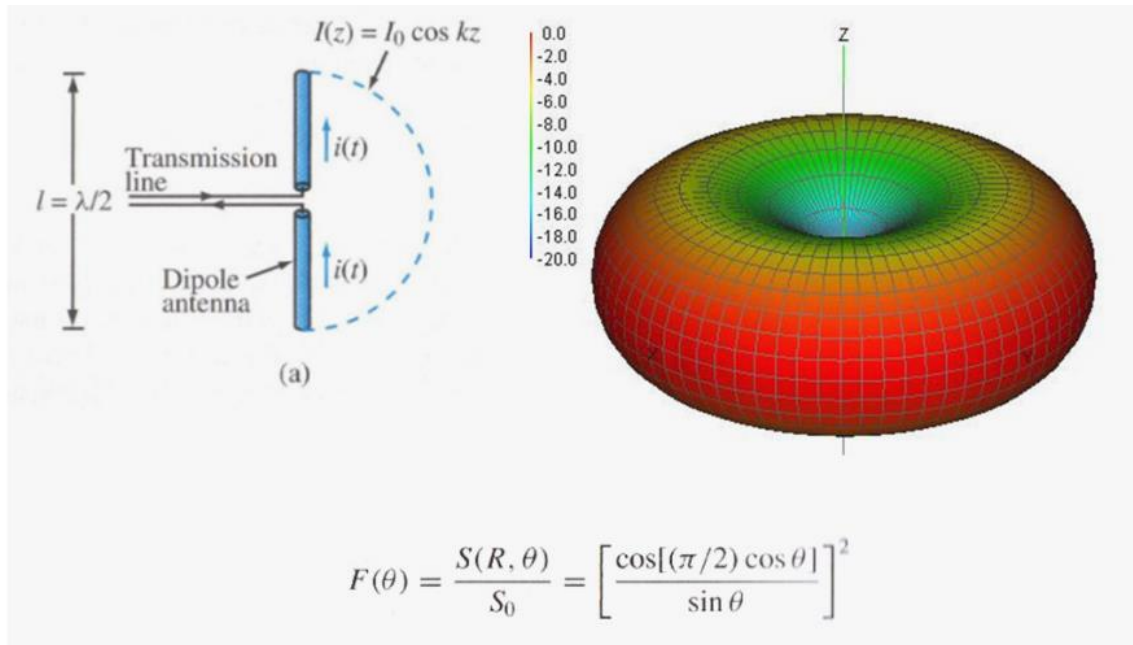 I(z) = I₀ cos kz
Transmission
line
l = λ/2
i(t)
i(t)
Dipole
antenna
(a)
0.0
-2.0
-4.0
-6.0
-8.0
-10.0
-12.0
-14.0
-16.0
-18.0
-20.0
Z
X
Y
F(θ) = S(R, θ) / S₀ = [ cos[(π/2) cos θ] / sin θ ]²